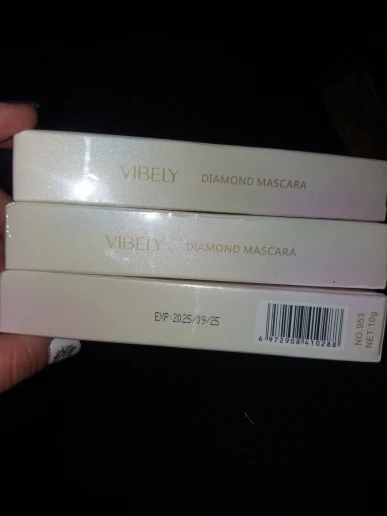 VIBELY DIAMOND MASCARA
VIBELY DIAMOND MASCARA
EXP:2025/09/25
6 972908 410288
NO.953
NET:10g